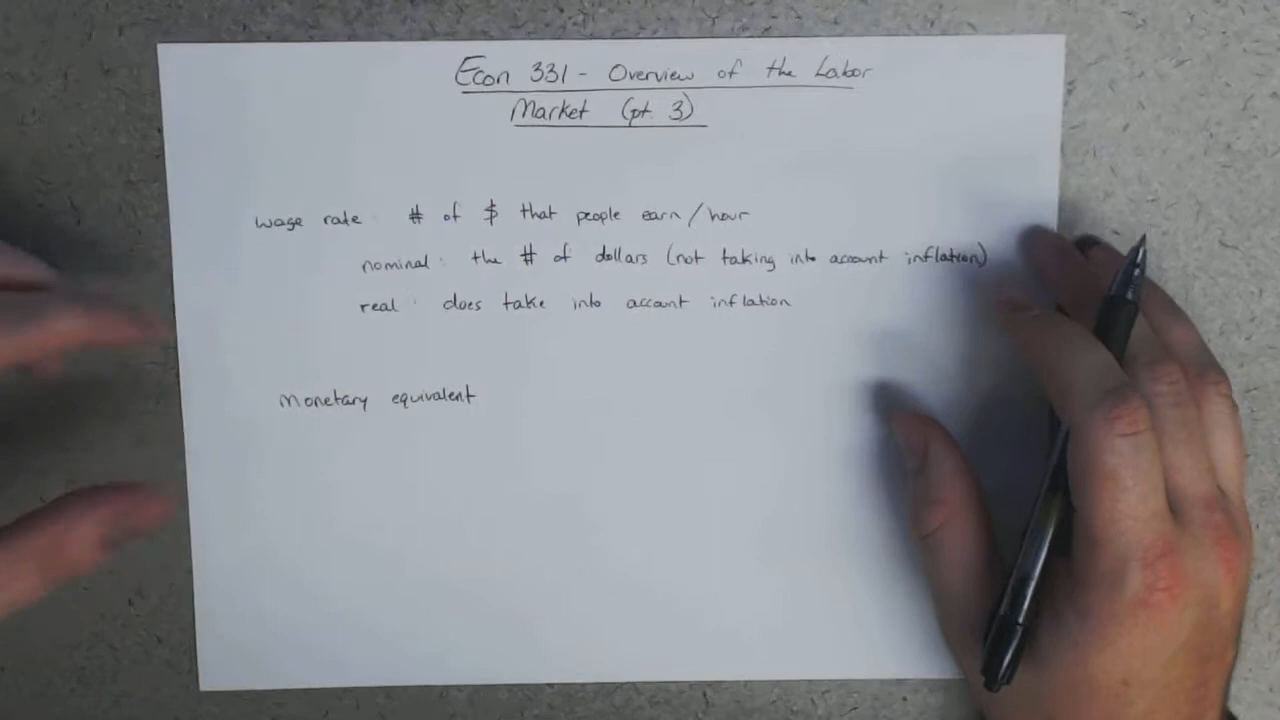 Econ 331 - Overview of the Labor
Market (pt. 3)
wage rate: # of $ that people earn/hour
nominal: the # of dollars (not taking into account inflation)
real: does take into account inflation
Monetary equivalent